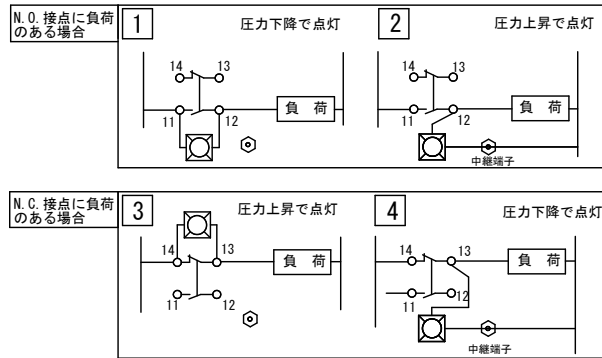 N.O.接点に負荷
のある場合
1
圧力下降で点灯
14 13
11 12
負 荷
2
圧力上昇で点灯
14 13
11 12
負 荷
中継端子
N.C.接点に負荷
のある場合
3
圧力上昇で点灯
14 13
負 荷
11 12
4
圧力下降で点灯
14 13
負 荷
11 12
中継端子